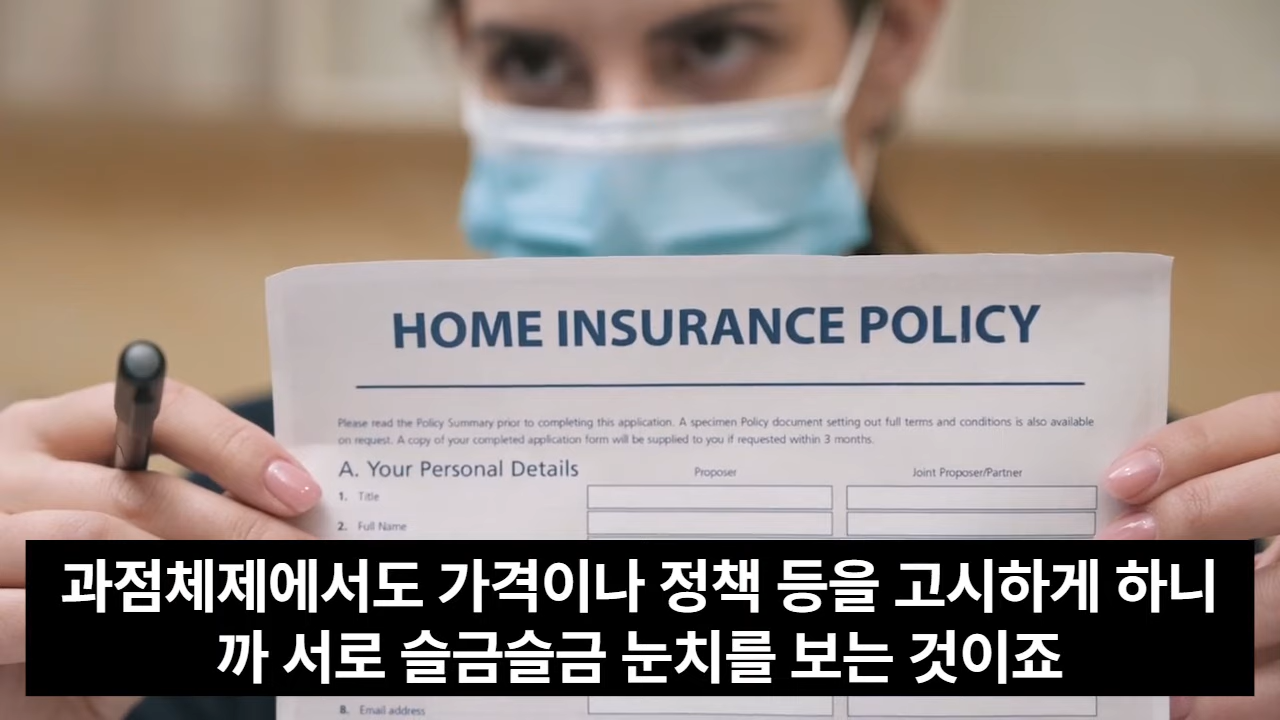 HOME INSURANCE POLICY
Please read the Policy Summary prior to completing this application. A specimen Policy document setting out full terms and conditions is also available
on request. A copy of your completed application form will be supplied to you if requested within 3 months.
A. Your Personal Details
Proposer
Joint Proposer/Partner
1. Title
2. Full Name
과점체제에서도 가격이나 정책 등을 고시하게 하니
까 서로 슬금슬금 눈치를 보는 것이죠
8. Email address